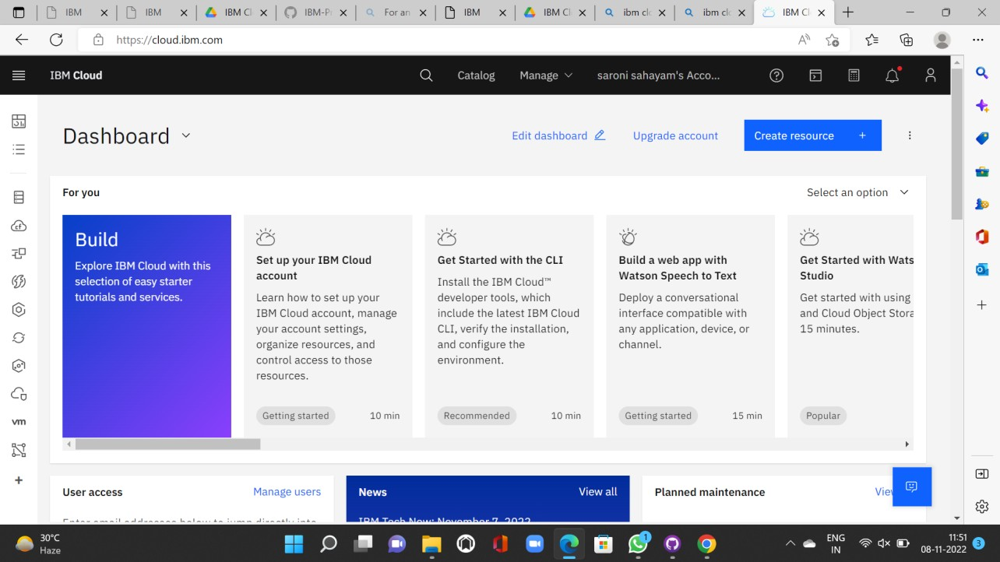 IBM
IBM
IBM Cl
IBM-Pr
For an
IBM
IBM Cl
ibm clo
ibm clo
IBM Cl
https://cloud.ibm.com
IBM Cloud
Catalog
Manage
saroni sahayam's Acco...
Dashboard
Edit dashboard
Upgrade account
Create resource +
For you
Select an option
Build
Explore IBM Cloud with this
selection of easy starter
tutorials and services.
Set up your IBM Cloud
account
Learn how to set up your
IBM Cloud account, manage
your account settings,
organize resources, and
control access to those
resources.
Getting started 10 min
Get Started with the CLI
Install the IBM Cloud™
developer tools, which
include the latest IBM Cloud
CLI, verify the installation,
and configure the
environment.
Recommended 10 min
Build a web app with
Watson Speech to Text
Deploy a conversational
interface compatible with
any application, device, or
channel.
Getting started 15 min
Get Started with Wats
Studio
Get started with using
and Cloud Object Stora
15 minutes.
Popular
cf
vm
User access Manage users
Enter email addresses below to jump directly into
News View all
IBM Tech Now: November 7, 2022
Planned maintenance Vie
30°C
Haze
1
ENG
IN
11:51
08-11-2022
3